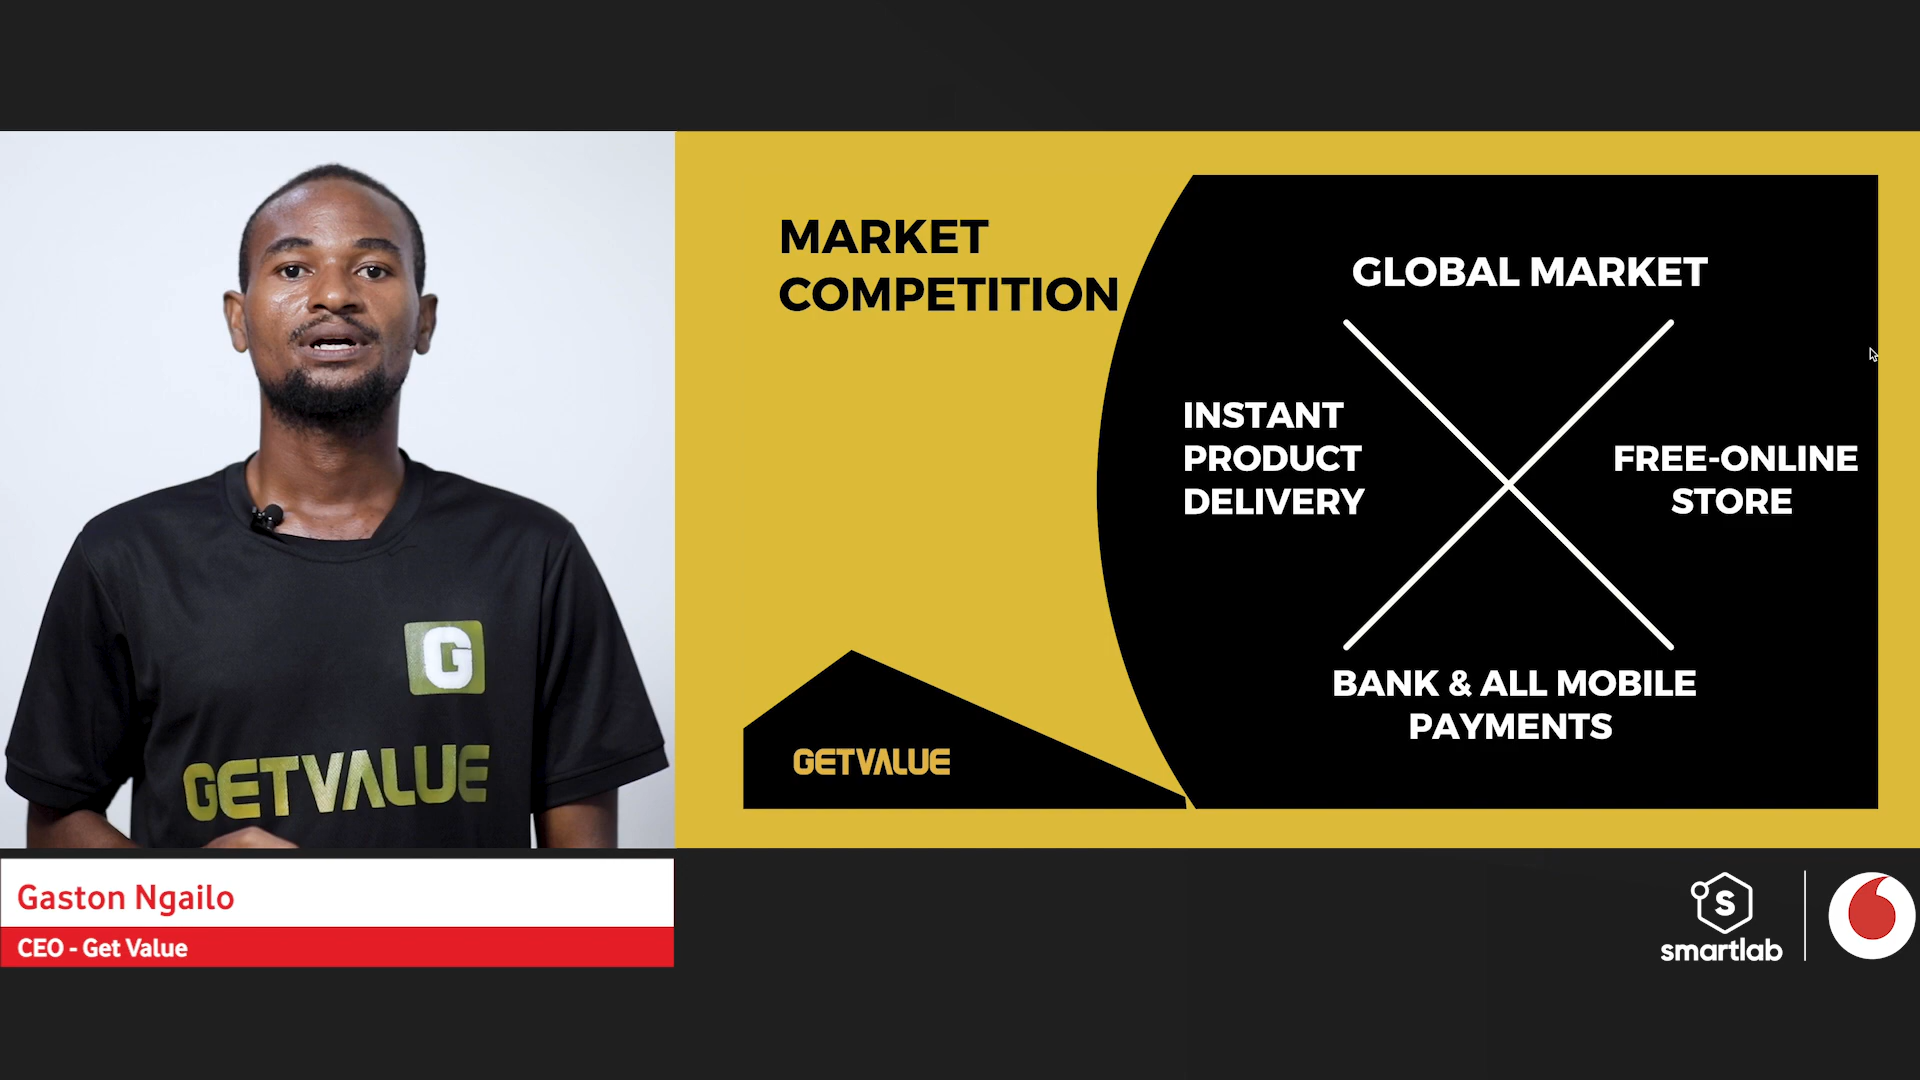 MARKET
COMPETITION
GLOBAL MARKET
INSTANT
PRODUCT
DELIVERY
FREE-ONLINE
STORE
BANK & ALL MOBILE
PAYMENTS
GETVALUE
G
GETVALUE
Gaston Ngailo
CEO - Get Value
S
smartlab